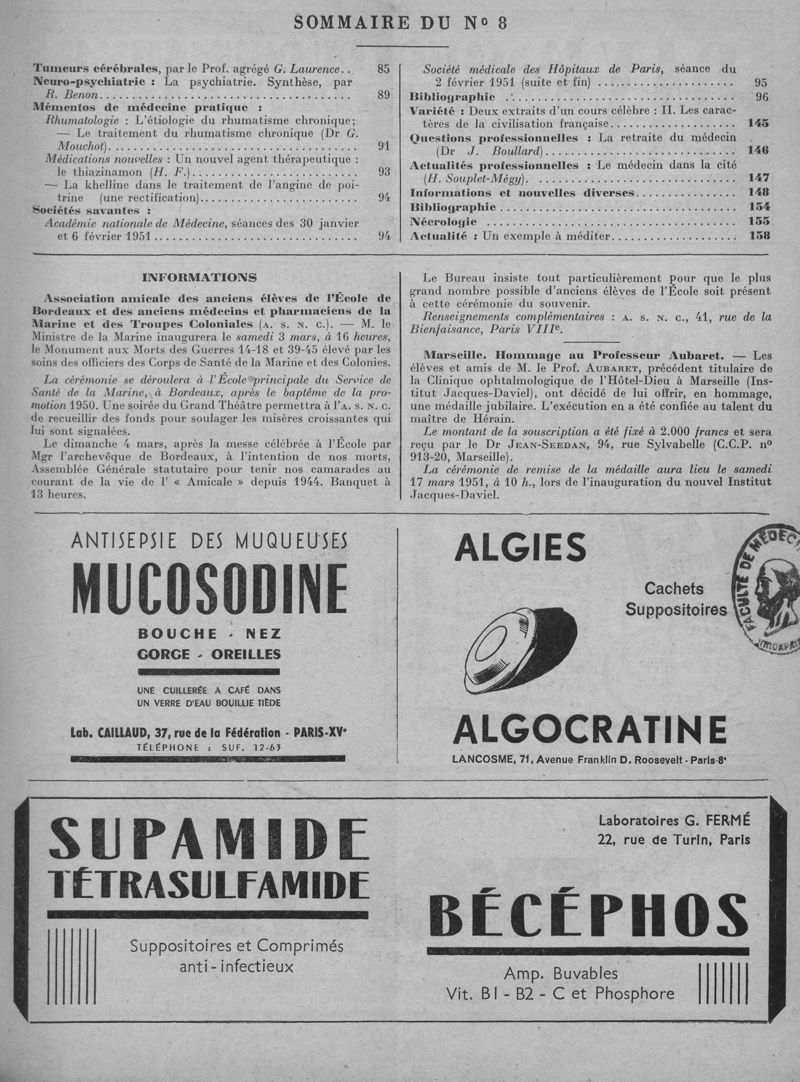 SOMMAIRE DU No 8
Tumeurs cérébrales, par le Prof. agrégé G. Laurence.. 85
Neuro-psychiatrie : La psychiatrie. Synthèse, par
R. Benon. 89
Mémentos de médecine pratique :
Rhumatologie : L'étiologie du rhumatisme chronique;
— Le traitement du rhumatisme chronique (Dr G.
Mouchot). 91
Médications nouvelles : Un nouvel agent thérapeutique :
le thiazinamon (H. F.). 93
— La khelline dans le traitement de l'angine de poi-
trine (une rectification). 94
Sociétés savantes :
Académie nationale de Médecine, séances des 30 janvier
et 6 février 1951. 94
Société médicale des Hôpitaux de Paris, séance du
2 février 1951 (suite et fin). 95
Bibliographie. 96
Variété : Deux extraits d'un cours célèbre : II. Les carac-
tères de la civilisation française. 145
Questions professionnelles : La retraite du médecin
(Dr J. Boullard). 146
Actualités professionnelles : Le médecin dans la cité
(H. Souplet-Mégy). 147
Informations et nouvelles diverses. 148
Bibliographie. 154
Nécrologie. 155
Actualité : Un exemple à méditer. 158
INFORMATIONS
Association amicale des anciens élèves de l'École de
Bordeaux et des anciens médecins et pharmaciens de la
Marine et des Troupes Coloniales (A. S. N. C.). — M. le
Ministre de la Marine inaugurera le samedi 3 mars, à 16 heures,
le Monument aux Morts des Guerres 14-18 et 39-45 élevé par les
soins des officiers des Corps de Santé de la Marine et des Colonies.
La cérémonie se déroulera à l'École principale du Service de
Santé de la Marine, à Bordeaux, après le baptême de la pro-
motion 1950. Une soirée du Grand Théâtre permettra à l'A. S. N. C.
de recueillir des fonds pour soulager les misères croissantes qui
lui sont signalées.
Le dimanche 4 mars, après la messe célébrée à l'École par
Mgr l'archevêque de Bordeaux, à l'intention de nos morts,
Assemblée Générale statutaire pour tenir nos camarades au
courant de la vie de l' « Amicale » depuis 1944. Banquet à
13 heures.
Le Bureau insiste tout particulièrement pour que le plus
grand nombre possible d'anciens élèves de l'École soit présent
à cette cérémonie du souvenir.
Renseignements complémentaires : A. S. N. C., 41, rue de la
Bienfaisance, Paris VIIIe.
Marseille. Hommage au Professeur Aubaret. — Les
élèves et amis de M. le Prof. AUBARET, précédent titulaire de
la Clinique ophtalmologique de l'Hôtel-Dieu à Marseille (Ins-
titut Jacques-Daviel), ont décidé de lui offrir, en hommage,
une médaille jubilaire. L'exécution en a été confiée au talent du
maître de Hérain.
Le montant de la souscription a été fixé à 2.000 francs et sera
reçu par le Dr JEAN-SEEDAN, 94, rue Sylvabelle (C.C.P. no
913-20, Marseille).
La cérémonie de remise de la médaille aura lieu le samedi
17 mars 1951, à 10 h., lors de l'inauguration du nouvel Institut
Jacques-Daviel.
ANTISEPSIE DES MUQUEUSES
MUCOSODINE
BOUCHE - NEZ
GORGE - OREILLES
UNE CUILLERÉE A CAFÉ DANS
UN VERRE D'EAU BOUILLIE TIÈDE
Lab. CAILLAUD, 37, rue de la Fédération - PARIS-XVe
TÉLÉPHONE : SUF. 12-63
ALGIES
Cachets
Suppositoires
FACULTÉ DE MÉDEC
ALGOCRATINE
LANCOSME, 71, Avenue Franklin D. Roosevelt - Paris-8e
SUPAMIDE
TÉTRASULFAMIDE
Suppositoires et Comprimés
anti-infectieux
Laboratoires G. FERMÉ
22, rue de Turin, Paris
BÉCÉPHOS
Amp. Buvables
Vit. B1 - B2 - C et Phosphore